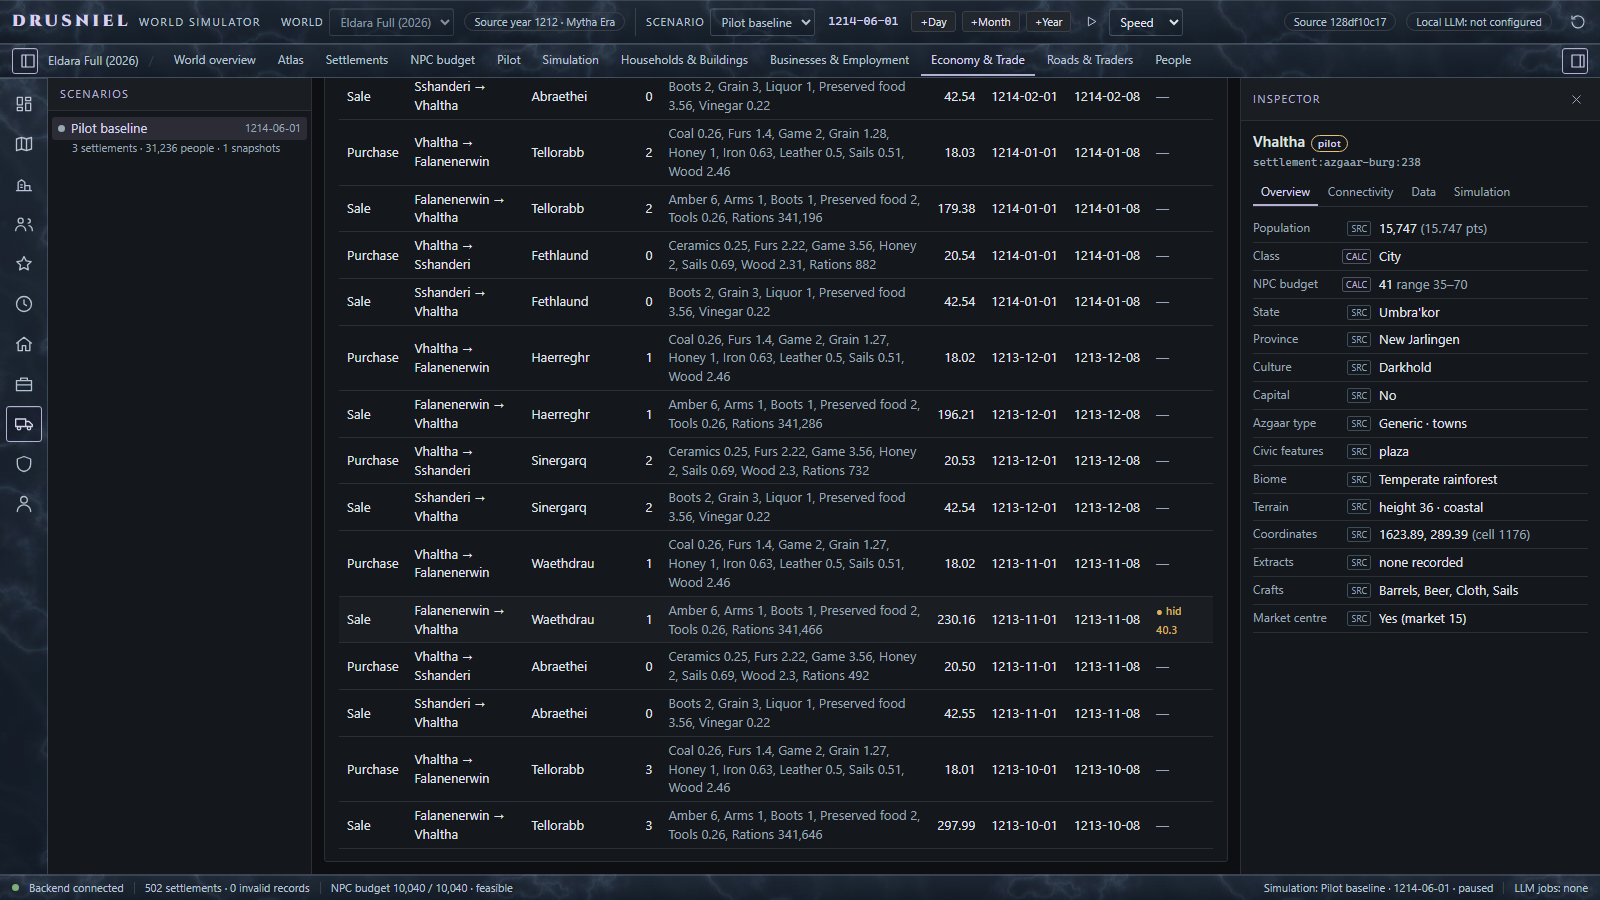 DRUSNIEL WORLD SIMULATOR WORLD Eldara Full (2026) Source year 1212 · Mytha Era SCENARIO Pilot baseline 1214-06-01 +Day +Month +Year Speed Source 128df10c17 Local LLM: not configured
Eldara Full (2026) / World overview Atlas Settlements NPC budget Pilot Simulation Households & Buildings Businesses & Employment Economy & Trade Roads & Traders People
SCENARIOS
Pilot baseline 1214-06-01
3 settlements · 31,236 people · 1 snapshots
Sale Sshanderi → Vhaltha Abraethei 0 Boots 2, Grain 3, Liquor 1, Preserved food 3.56, Vinegar 0.22 42.54 1214-02-01 1214-02-08 —
Purchase Vhaltha → Falanenerwin Tellorabb 2 Coal 0.26, Furs 1.4, Game 2, Grain 1.28, Honey 1, Iron 0.63, Leather 0.5, Sails 0.51, Wood 2.46 18.03 1214-01-01 1214-01-08 —
Sale Falanenerwin → Vhaltha Tellorabb 2 Amber 6, Arms 1, Boots 1, Preserved food 2, Tools 0.26, Rations 341,196 179.38 1214-01-01 1214-01-08 —
Purchase Vhaltha → Sshanderi Fethlaund 0 Ceramics 0.25, Furs 2.22, Game 3.56, Honey 2, Sails 0.69, Wood 2.31, Rations 882 20.54 1214-01-01 1214-01-08 —
Sale Sshanderi → Vhaltha Fethlaund 0 Boots 2, Grain 3, Liquor 1, Preserved food 3.56, Vinegar 0.22 42.54 1214-01-01 1214-01-08 —
Purchase Vhaltha → Falanenerwin Haerreghr 1 Coal 0.26, Furs 1.4, Game 2, Grain 1.27, Honey 1, Iron 0.63, Leather 0.5, Sails 0.51, Wood 2.46 18.02 1213-12-01 1213-12-08 —
Sale Falanenerwin → Vhaltha Haerreghr 1 Amber 6, Arms 1, Boots 1, Preserved food 2, Tools 0.26, Rations 341,286 196.21 1213-12-01 1213-12-08 —
Purchase Vhaltha → Sshanderi Sinergarq 2 Ceramics 0.25, Furs 2.22, Game 3.56, Honey 2, Sails 0.69, Wood 2.3, Rations 732 20.53 1213-12-01 1213-12-08 —
Sale Sshanderi → Vhaltha Sinergarq 2 Boots 2, Grain 3, Liquor 1, Preserved food 3.56, Vinegar 0.22 42.54 1213-12-01 1213-12-08 —
Purchase Vhaltha → Falanenerwin Waethdrau 1 Coal 0.26, Furs 1.4, Game 2, Grain 1.27, Honey 1, Iron 0.63, Leather 0.5, Sails 0.51, Wood 2.46 18.02 1213-11-01 1213-11-08 —
Sale Falanenerwin → Vhaltha Waethdrau 1 Amber 6, Arms 1, Boots 1, Preserved food 2, Tools 0.26, Rations 341,466 230.16 1213-11-01 1213-11-08 ● hid 40.3
Purchase Vhaltha → Sshanderi Abraethei 0 Ceramics 0.25, Furs 2.22, Game 3.56, Honey 2, Sails 0.69, Wood 2.3, Rations 492 20.50 1213-11-01 1213-11-08 —
Sale Sshanderi → Vhaltha Abraethei 0 Boots 2, Grain 3, Liquor 1, Preserved food 3.56, Vinegar 0.22 42.55 1213-11-01 1213-11-08 —
Purchase Vhaltha → Falanenerwin Tellorabb 3 Coal 0.26, Furs 1.4, Game 2, Grain 1.27, Honey 1, Iron 0.63, Leather 0.5, Sails 0.51, Wood 2.46 18.01 1213-10-01 1213-10-08 —
Sale Falanenerwin → Vhaltha Tellorabb 3 Amber 6, Arms 1, Boots 1, Preserved food 2, Tools 0.26, Rations 341,646 297.99 1213-10-01 1213-10-08 —
INSPECTOR
Vhaltha pilot
settlement:azgaar-burg:238
Overview Connectivity Data Simulation
Population SRC 15,747 (15.747 pts)
Class CALC City
NPC budget CALC 41 range 35–70
State SRC Umbra'kor
Province SRC New Jarlingen
Culture SRC Darkhold
Capital SRC No
Azgaar type SRC Generic · towns
Civic features SRC plaza
Biome SRC Temperate rainforest
Terrain SRC height 36 · coastal
Coordinates SRC 1623.89, 289.39 (cell 1176)
Extracts SRC none recorded
Crafts SRC Barrels, Beer, Cloth, Sails
Market centre SRC Yes (market 15)
Backend connected 502 settlements · 0 invalid records NPC budget 10,040 / 10,040 · feasible Simulation: Pilot baseline · 1214-06-01 · paused LLM jobs: none